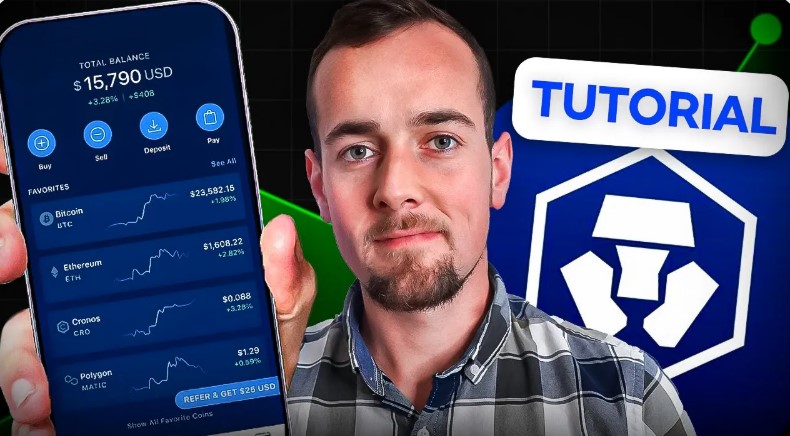 TOTAL BALANCE
$ 15,790 USD
+3.28% | +$408
Buy
Sell
Deposit
Pay
See All
FAVORITES
Bitcoin
BTC
$23,582.15
+1.98%
Ethereum
ETH
$1,608.22
+2.82%
Cronos
CRO
$0.088
+3.28%
Polygon
MATIC
$1.29
+0.59%
REFER & GET $25 USD
Show All Favorite Coins
TUTORIAL